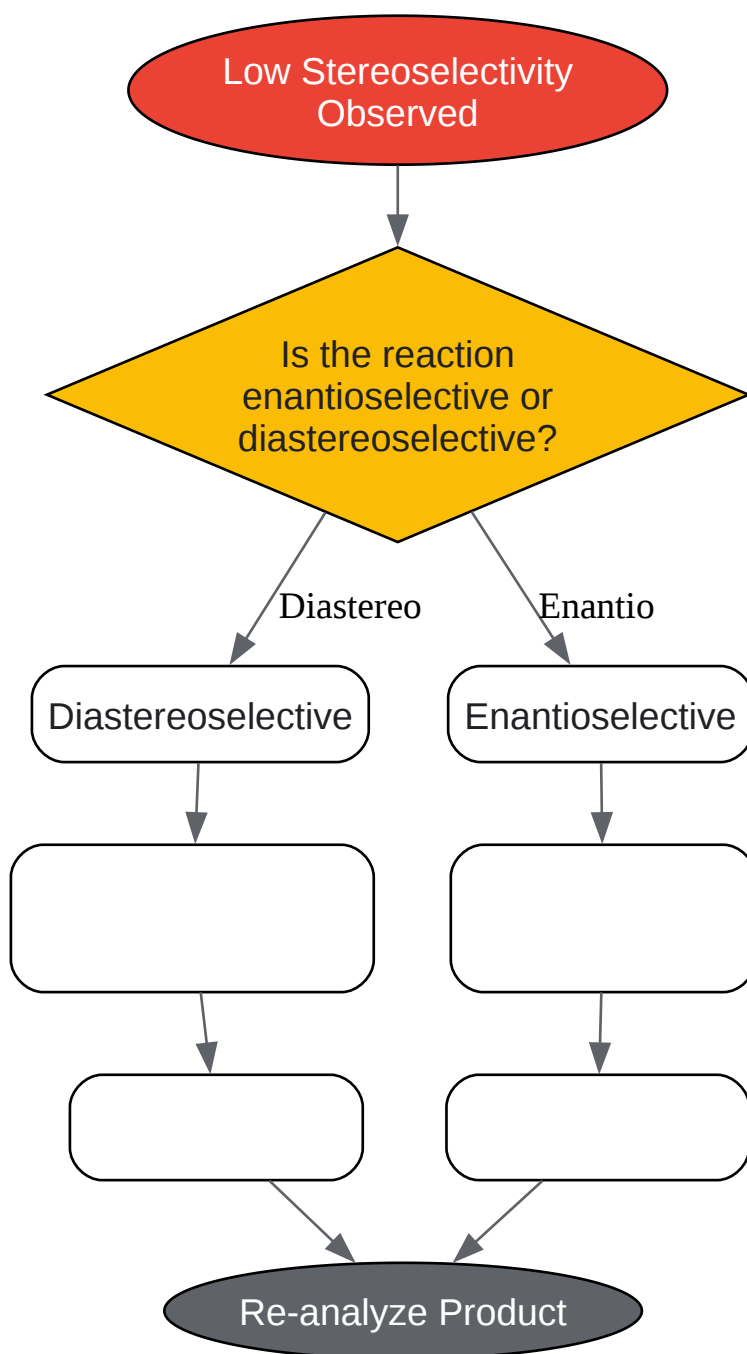 Low Stereoselectivity
Observed
Is the reaction
enantioselective or
diastereoselective?
Diastereo
Enantio
Diastereoselective
Enantioselective
Re-analyze Product